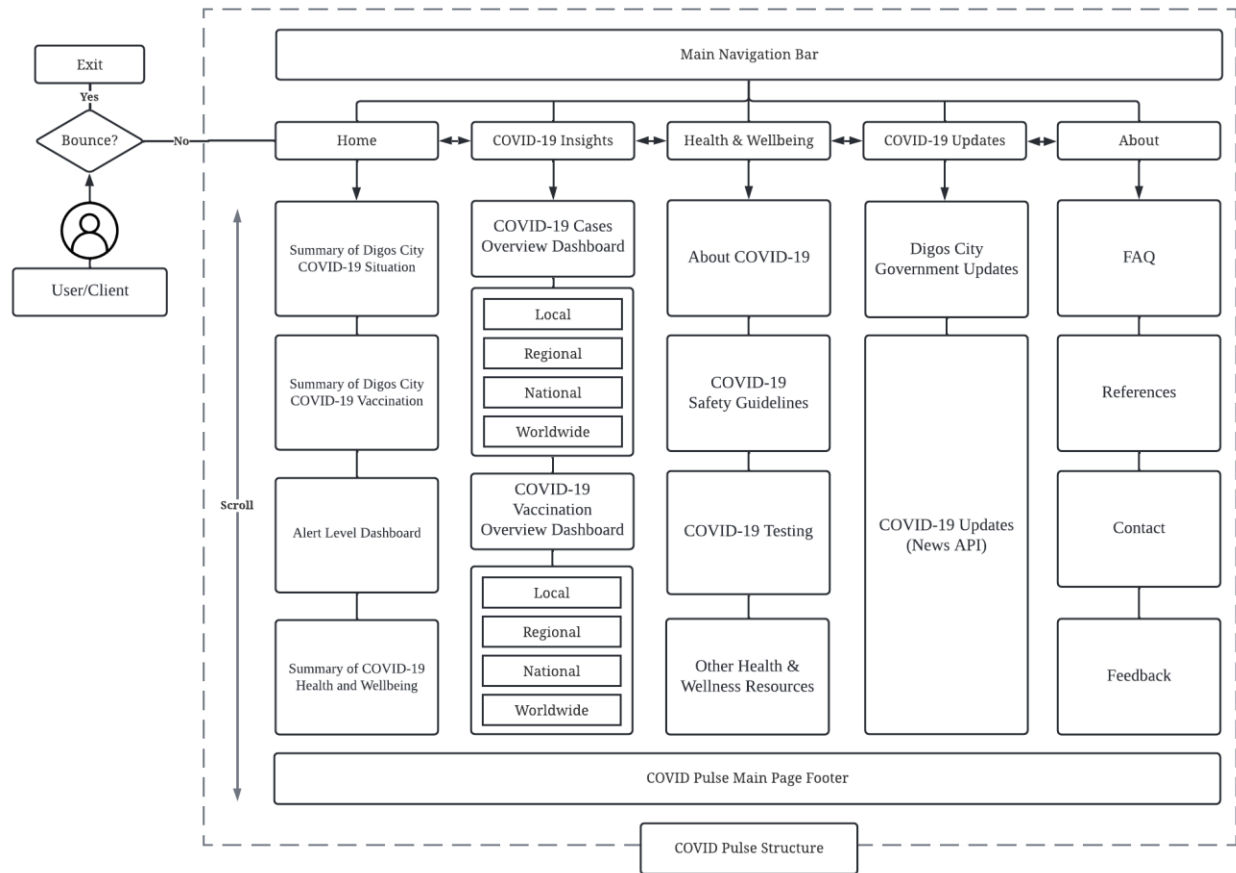 Main Navigation Bar
Exit
Yes
Bounce?
No
User/Client
Home
COVID-19 Insights
Health & Wellbeing
COVID-19 Updates
About
Scroll
Summary of Digos City
COVID-19 Situation
Summary of Digos City
COVID-19 Vaccination
Alert Level Dashboard
Summary of COVID-19
Health and Wellbeing
COVID-19 Cases
Overview Dashboard
Local
Regional
National
Worldwide
COVID-19
Vaccination
Overview Dashboard
Local
Regional
National
Worldwide
About COVID-19
COVID-19
Safety Guidelines
COVID-19 Testing
Other Health &
Wellness Resources
Digos City
Government Updates
COVID-19 Updates
(News API)
FAQ
References
Contact
Feedback
COVID Pulse Main Page Footer
COVID Pulse Structure